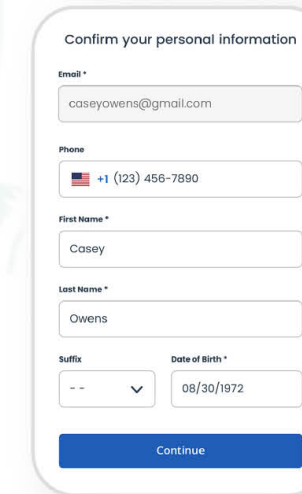 Confirm your personal information
Email *
caseyowens@gmail.com
Phone
+1 (123) 456-7890
First Name *
Casey
Last Name *
Owens
Suffix Date of Birth *
- - 08/30/1972
Continue